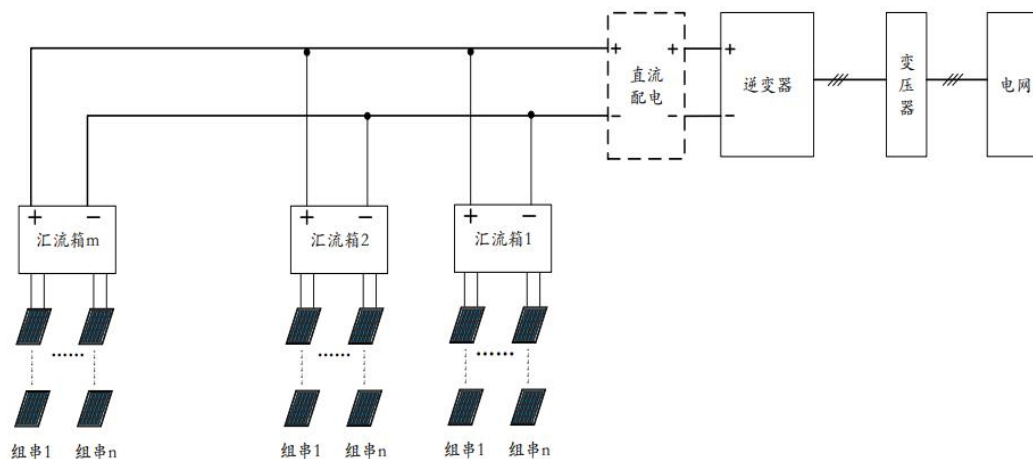 + + + +
直流
配电
逆变器
变
压
器
电网
- - - -
+ -
汇流箱m
+ -
汇流箱2
+ -
汇流箱1
······
······
······
组串1
组串n
组串1
组串n
组串1
组串n